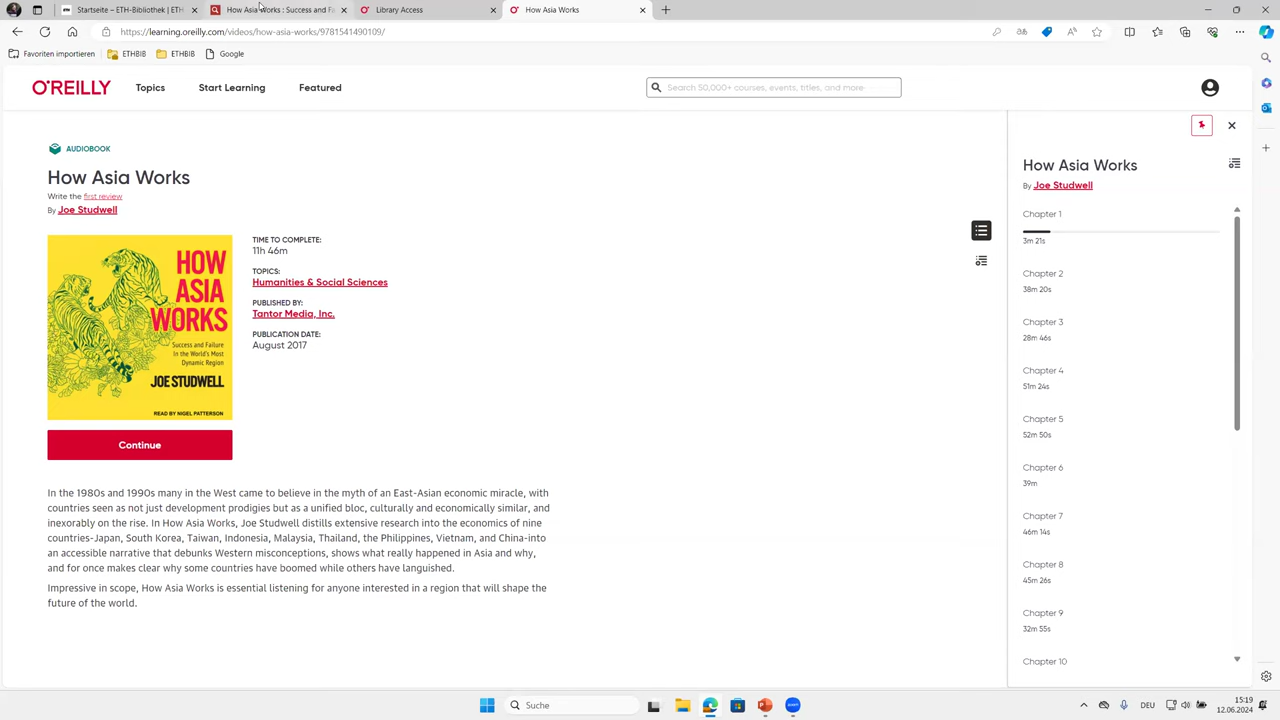 Startseite – ETH-Bibliothek | ETH
How Asia Works : Success and Fa
Library Access
How Asia Works
https://learning.oreilly.com/videos/how-asia-works/9781541490109/
Favoriten importieren
ETHBIB
ETHBIB
Google
O'REILLY
Topics
Start Learning
Featured
Search 50,000+ courses, events, titles, and more
AUDIOBOOK
How Asia Works
Write the first review
By Joe Studwell
HOW
ASIA
WORKS
Success and Failure
In the World's Most
Dynamic Region
JOE STUDWELL
READ BY NIGEL PATTERSON
TIME TO COMPLETE:
11h 46m
TOPICS:
Humanities & Social Sciences
PUBLISHED BY:
Tantor Media, Inc.
PUBLICATION DATE:
August 2017
Continue
In the 1980s and 1990s many in the West came to believe in the myth of an East-Asian economic miracle, with
countries seen as not just development prodigies but as a unified bloc, culturally and economically similar, and
inexorably on the rise. In How Asia Works, Joe Studwell distills extensive research into the economics of nine
countries-Japan, South Korea, Taiwan, Indonesia, Malaysia, Thailand, the Philippines, Vietnam, and China-into
an accessible narrative that debunks Western misconceptions, shows what really happened in Asia and why,
and for once makes clear why some countries have boomed while others have languished.
Impressive in scope, How Asia Works is essential listening for anyone interested in a region that will shape the
future of the world.
How Asia Works
By Joe Studwell
Chapter 1
3m 21s
Chapter 2
38m 20s
Chapter 3
28m 46s
Chapter 4
51m 24s
Chapter 5
52m 50s
Chapter 6
39m
Chapter 7
46m 14s
Chapter 8
45m 26s
Chapter 9
32m 55s
Chapter 10
Suche
DEU
15:19
12.06.2024